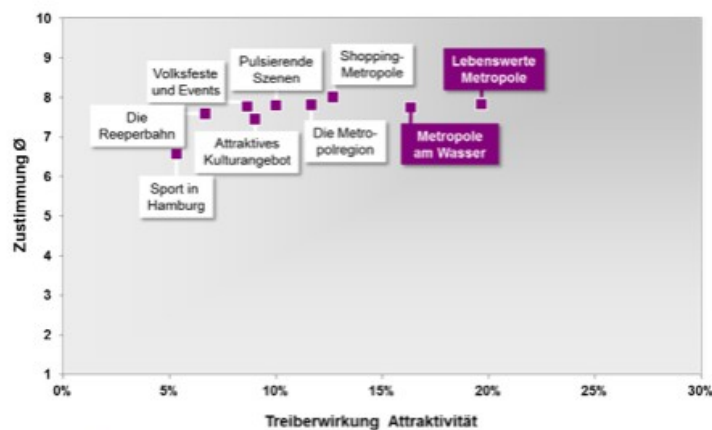 10
9
8
7
6
5
4
3
2
1
Zustimmung Ø
Shopping-
Metropole
Lebenswerte
Metropole
Pulsierende
Szenen
Volksfeste
und Events
Die
Reeperbahn
Attraktives
Kulturangebot
Die Metro-
polregion
Metropole
am Wasser
Sport in
Hamburg
0% 5% 10% 15% 20% 25% 30%
Treiberwirkung Attraktivität